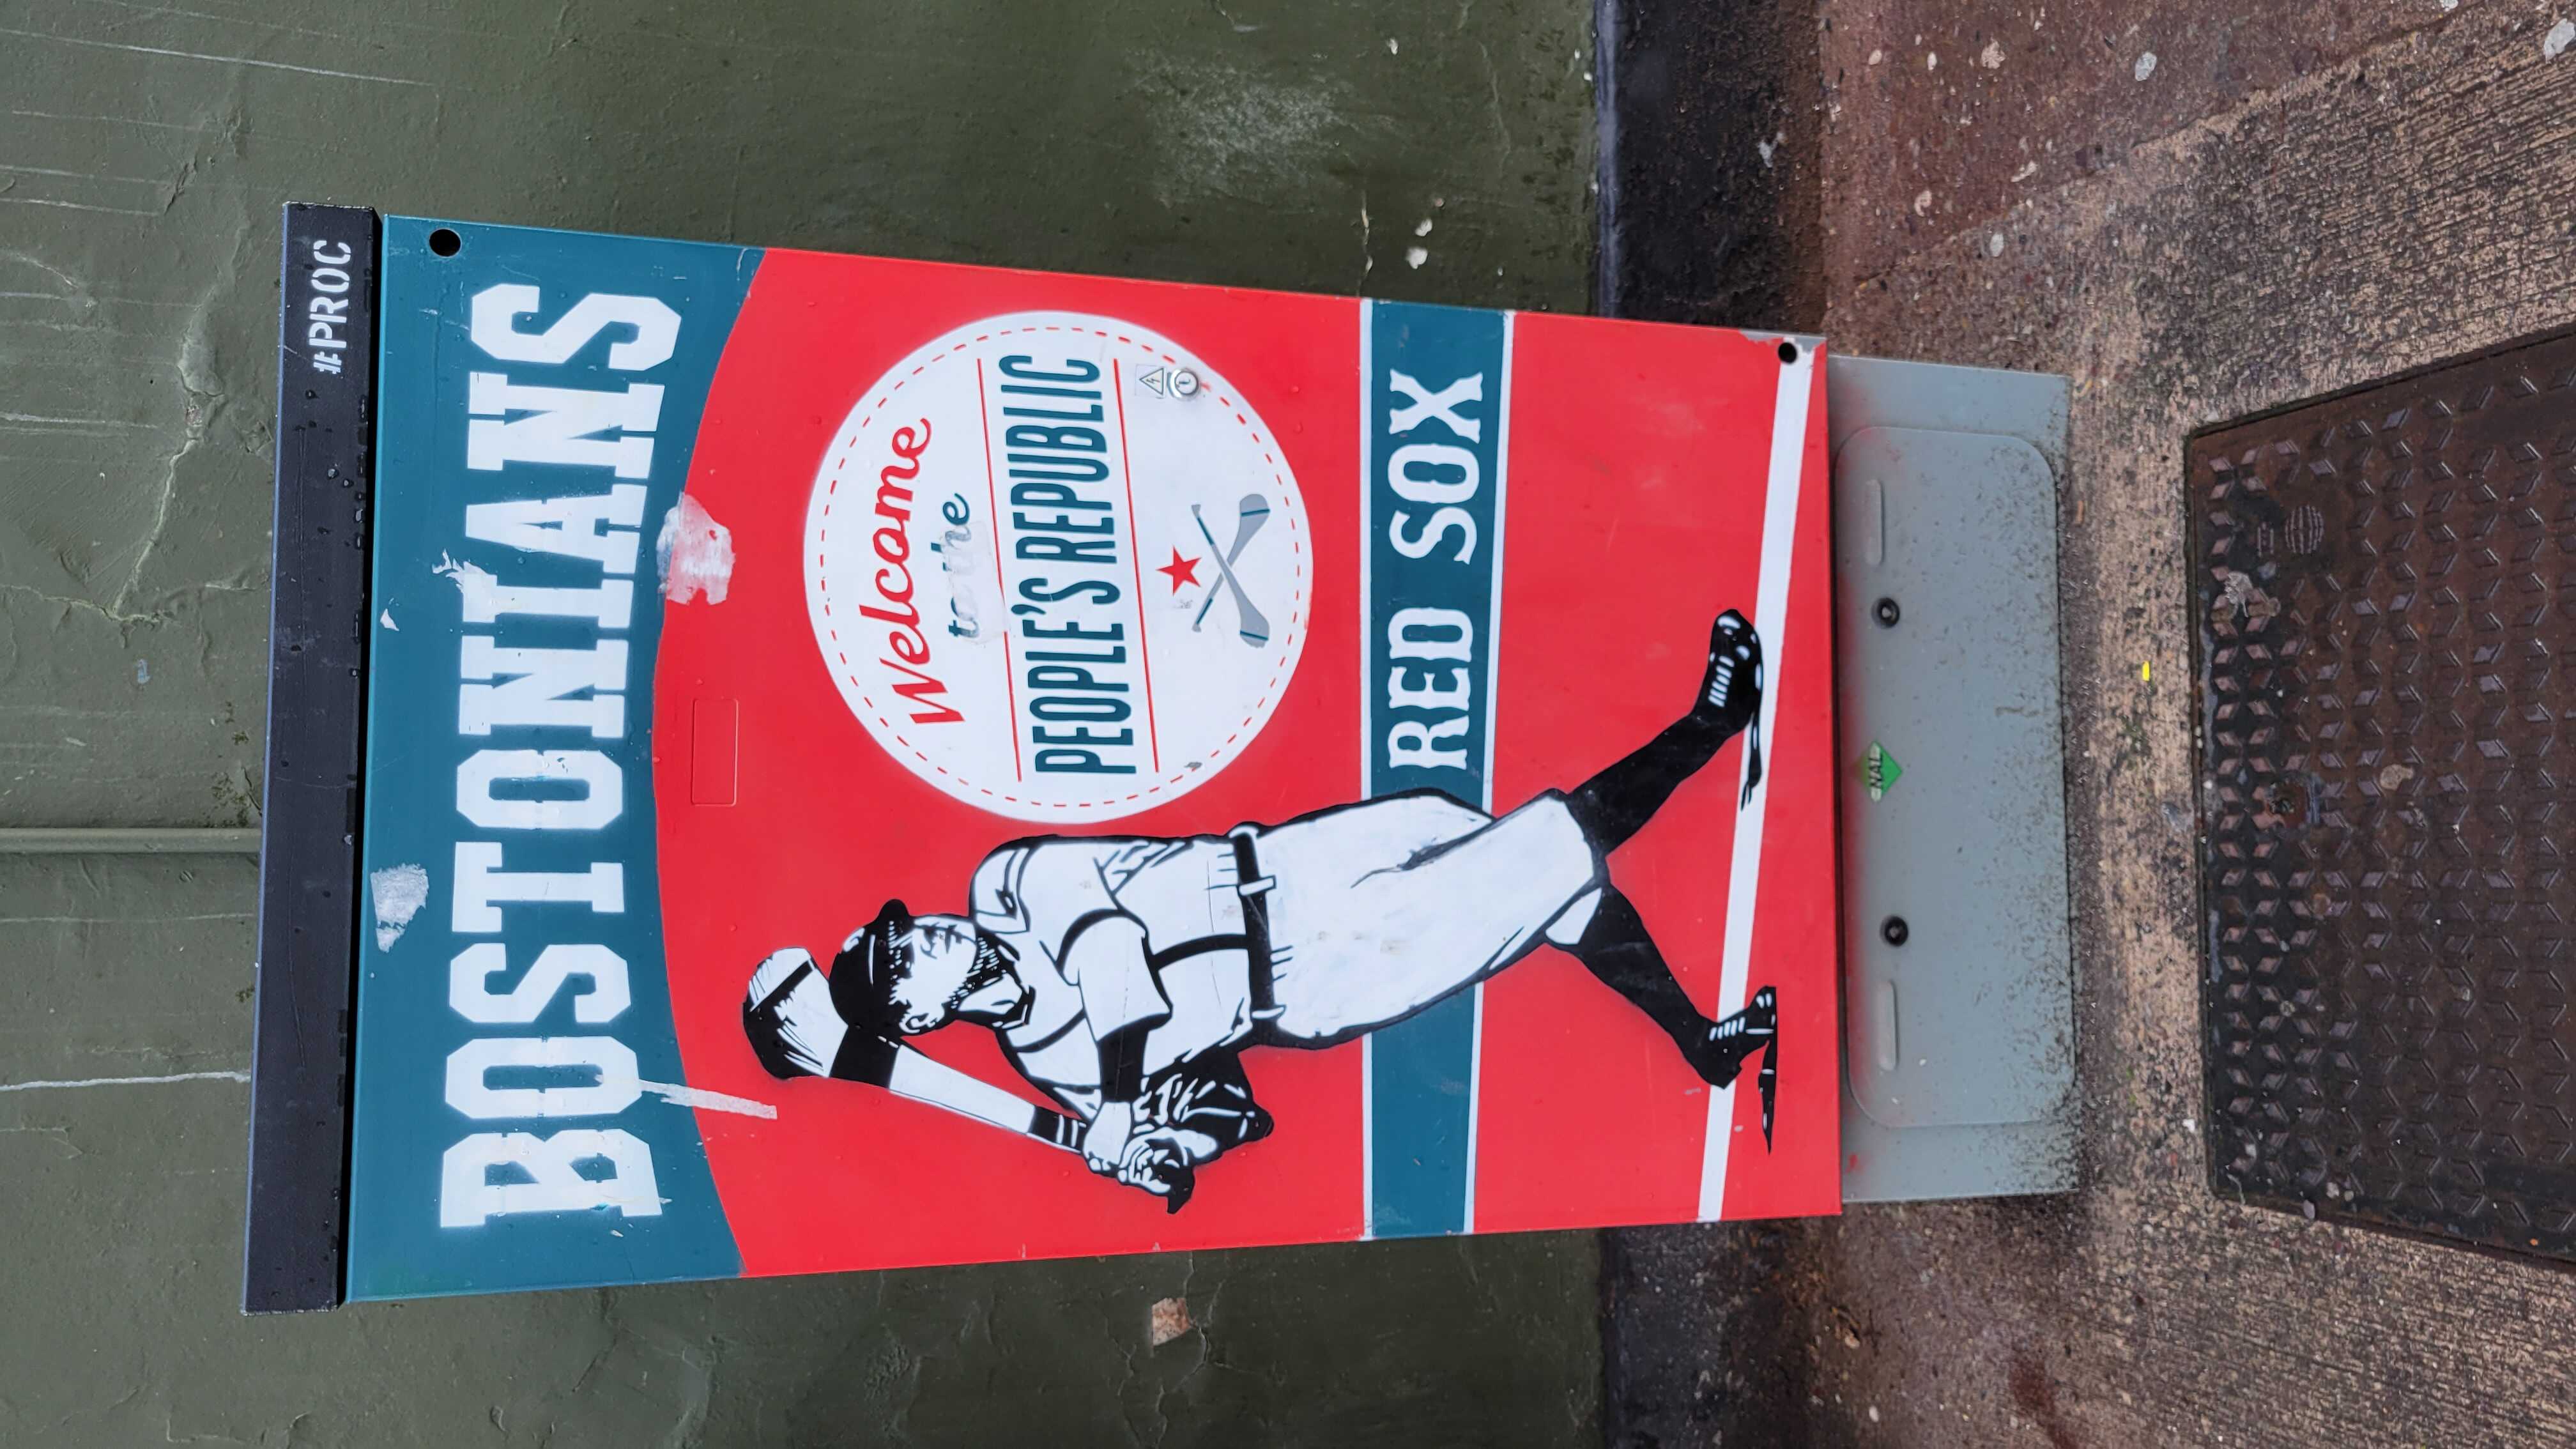 #PROC
BOSTONIANS
Welcome
to the
PEOPLE'S REPUBLIC
RED SOX